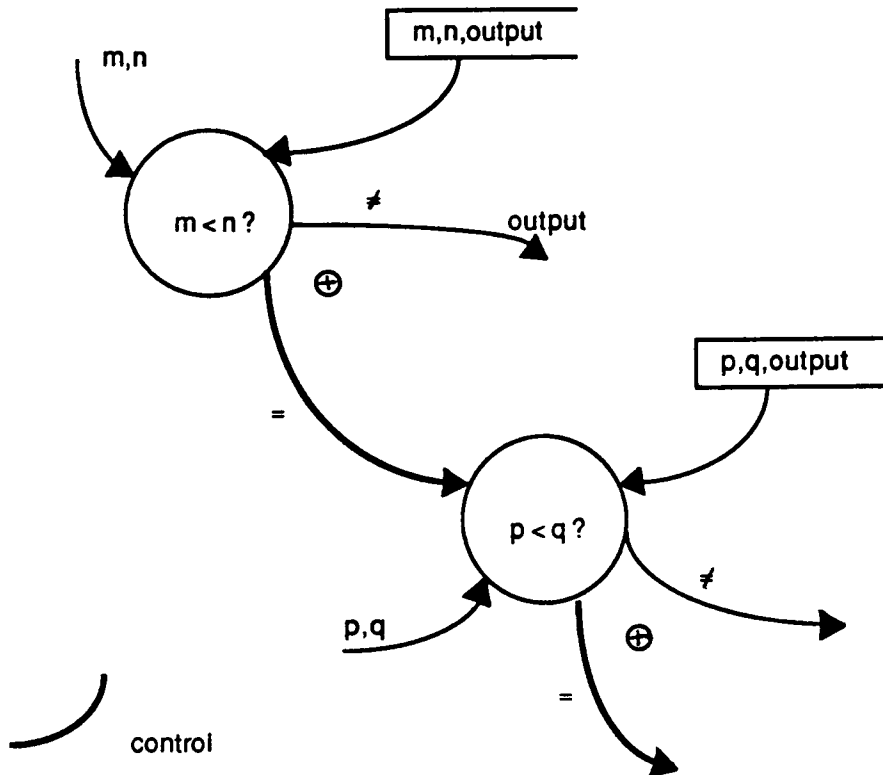 m,n
m,n,output
m < n ?
≠
output
⊕
=
p,q,output
p < q ?
≠
p,q
⊕
=
control